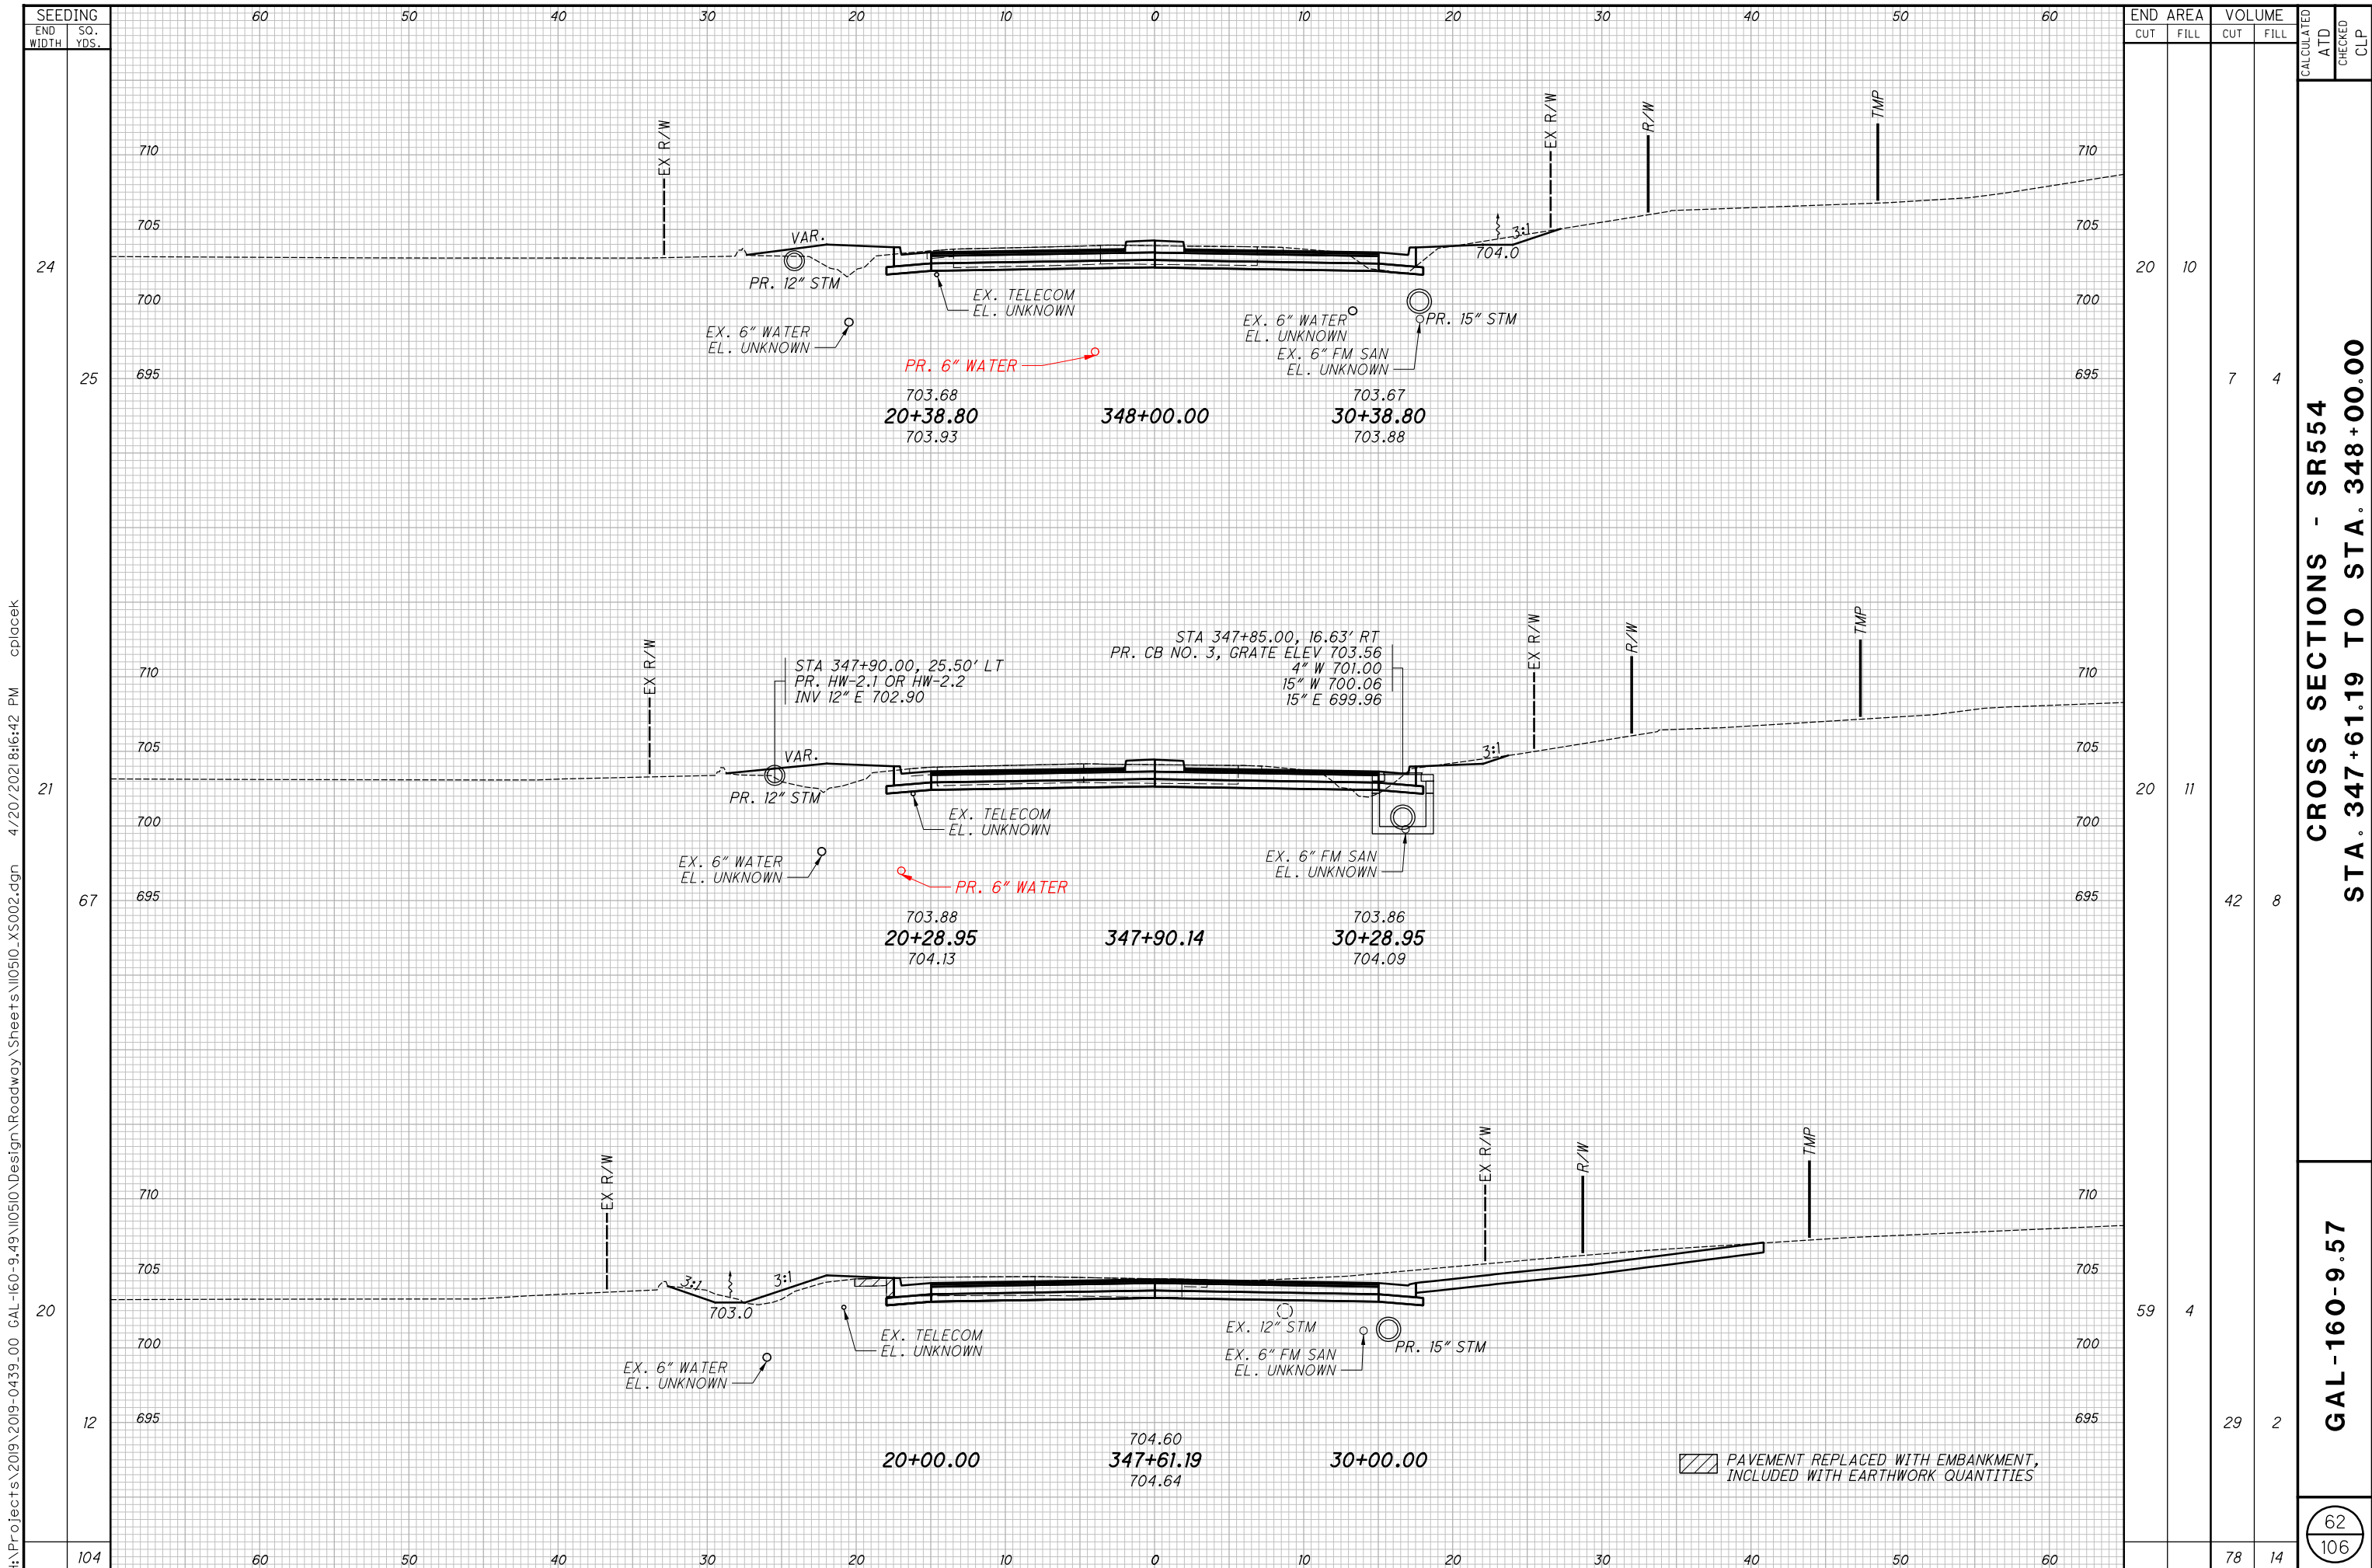 SEEDING
END WIDTH
SQ. YDS.
60 50 40 30 20 10 0 10 20 30 40 50 60
END AREA
VOLUME
CUT FILL CUT FILL
CALCULATED
ATD
CHECKED
CLP
EX R/W
EX R/W
R/W
TMP
710
710
705
705
VAR.
3:1
704.0
24
20 10
PR. 12" STM
700
700
EX. TELECOM
EL. UNKNOWN
EX. 6" WATER
EL. UNKNOWN
EX. 6" WATER
EL. UNKNOWN
PR. 15" STM
EX. 6" FM SAN
EL. UNKNOWN
PR. 6" WATER
25
695
695
7 4
703.68
703.67
20+38.80
348+00.00
30+38.80
703.93
703.88
CROSS SECTIONS - SR554
STA. 347+61.19 TO STA. 348+00.00
EX R/W
EX R/W
R/W
TMP
STA 347+90.00, 25.50' LT
PR. HW-2.1 OR HW-2.2
INV 12" E 702.90
STA 347+85.00, 16.63' RT
PR. CB NO. 3, GRATE ELEV 703.56
4" W 701.00
15" W 700.06
15" E 699.96
710
710
705
705
VAR.
3:1
21
20 11
PR. 12" STM
700
700
EX. TELECOM
EL. UNKNOWN
EX. 6" WATER
EL. UNKNOWN
EX. 6" FM SAN
EL. UNKNOWN
PR. 6" WATER
67
695
695
42 8
703.88
703.86
20+28.95
347+90.14
30+28.95
704.13
704.09
EX R/W
EX R/W
R/W
TMP
710
710
705
705
3:1
3:1
703.0
20
59 4
EX. 12" STM
700
700
EX. TELECOM
EL. UNKNOWN
PR. 15" STM
EX. 6" FM SAN
EL. UNKNOWN
EX. 6" WATER
EL. UNKNOWN
12
695
695
29 2
704.60
20+00.00
347+61.19
30+00.00
704.64
PAVEMENT REPLACED WITH EMBANKMENT,
INCLUDED WITH EARTHWORK QUANTITIES
GAL-160-9.57
62
106
104
60 50 40 30 20 10 0 10 20 30 40 50 60
78 14
H:\Projects\2019\2019-0439_00 GAL-160-9.49\110510\Design\Roadway\Sheets\110510_XS002.dgn 4/20/2021 8:16:42 PM cplacek